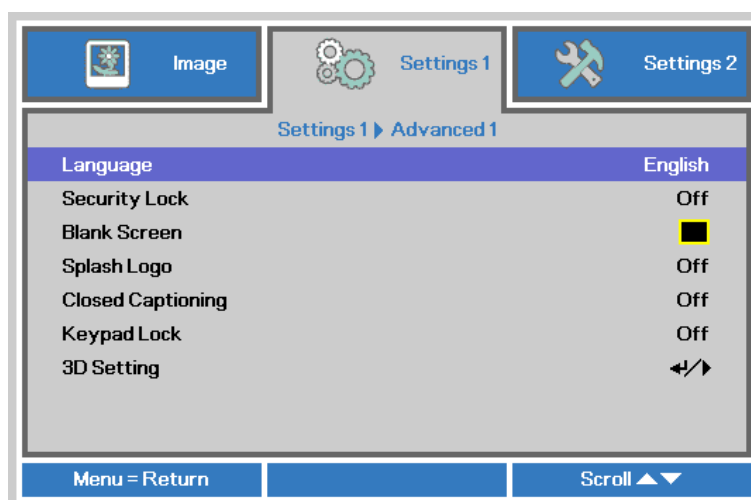 Image Settings 1 Settings 2
Settings 1 Advanced 1
Language English
Security Lock Off
Blank Screen
Splash Logo Off
Closed Captioning Off
Keypad Lock Off
3D Setting
Menu = Return Scroll